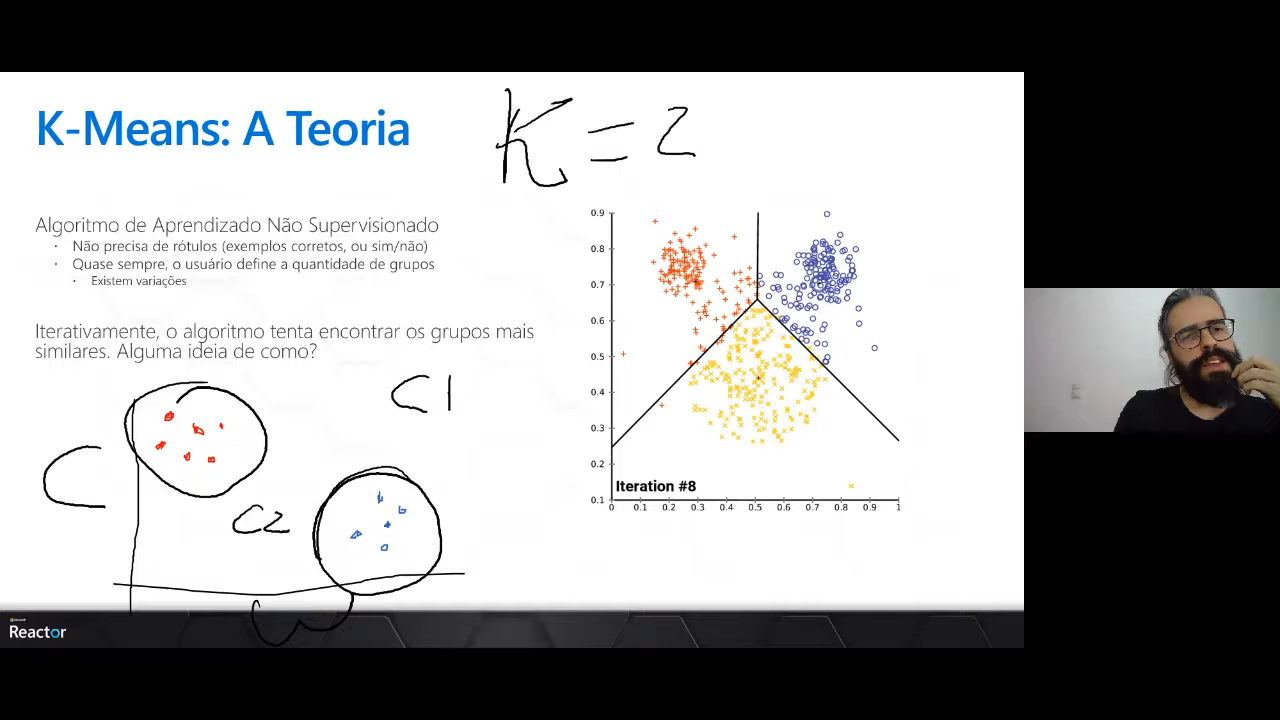 K-Means: A Teoria
K = 2
Algoritmo de Aprendizado Não Supervisionado
· Não precisa de rótulos (exemplos corretos, ou sim/não)
· Quase sempre, o usuário define a quantidade de grupos
· Existem variações
Iterativamente, o algoritmo tenta encontrar os grupos mais
similares. Alguma ideia de como?
C1
C
C2
0.9
0.8
0.7
0.6
0.5
0.4
0.3
0.2
0.1
Iteration #8
0 0.1 0.2 0.3 0.4 0.5 0.6 0.7 0.8 0.9 1
Reactor